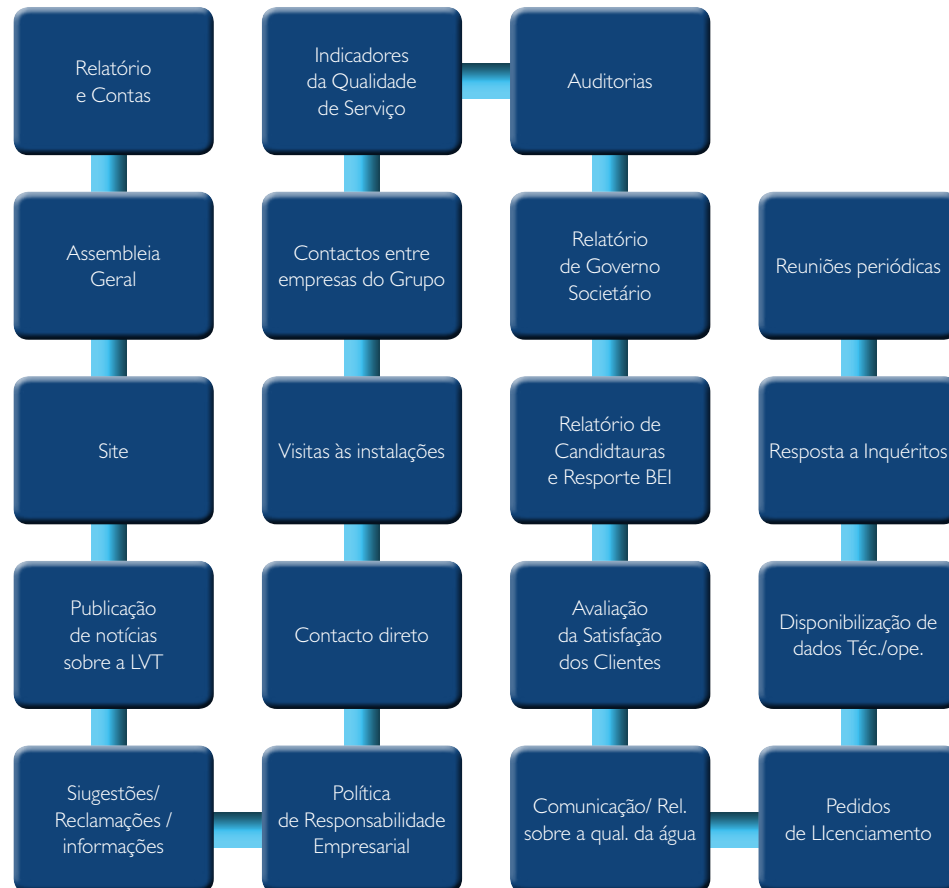 Relatório
e Contas
Assembleia
Geral
Site
Publicação
de notícias
sobre a LVT
Siugestões/
Reclamações /
informações
Política
de Responsabilidade
Empresarial
Contacto direto
Visitas às instalações
Contactos entre
empresas do Grupo
Indicadores
da Qualidade
de Serviço
Auditorias
Relatório
de Governo
Societário
Relatório de
Candidtauras
e Resporte BEI
Avaliação
da Satisfação
dos Clientes
Comunicação/ Rel.
sobre a qual. da água
Pedidos
de LIcenciamento
Disponibilização de
dados Téc./ope.
Resposta a Inquéritos
Reuniões periódicas